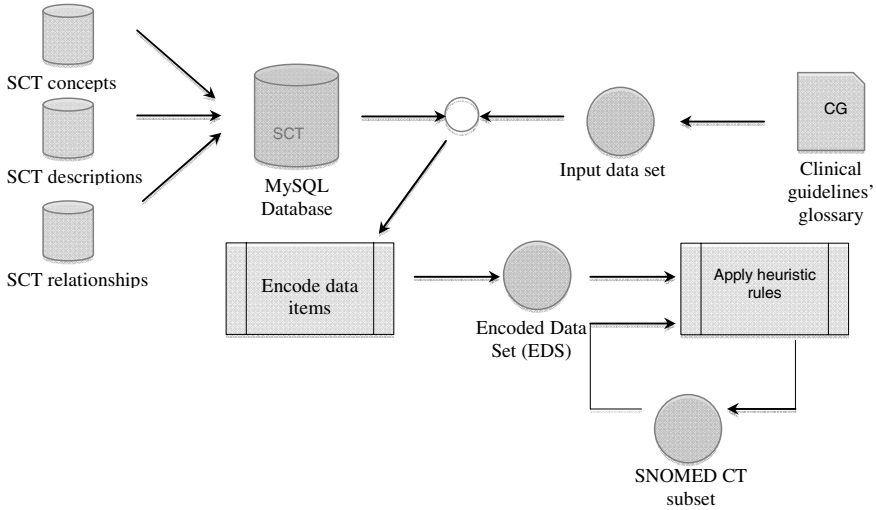 SCT concepts
SCT descriptions
SCT relationships
SCT
MySQL
Database
Input data set
CG
Clinical
guidelines’
glossary
Encode data
items
Encoded Data
Set (EDS)
Apply heuristic
rules
SNOMED CT
subset